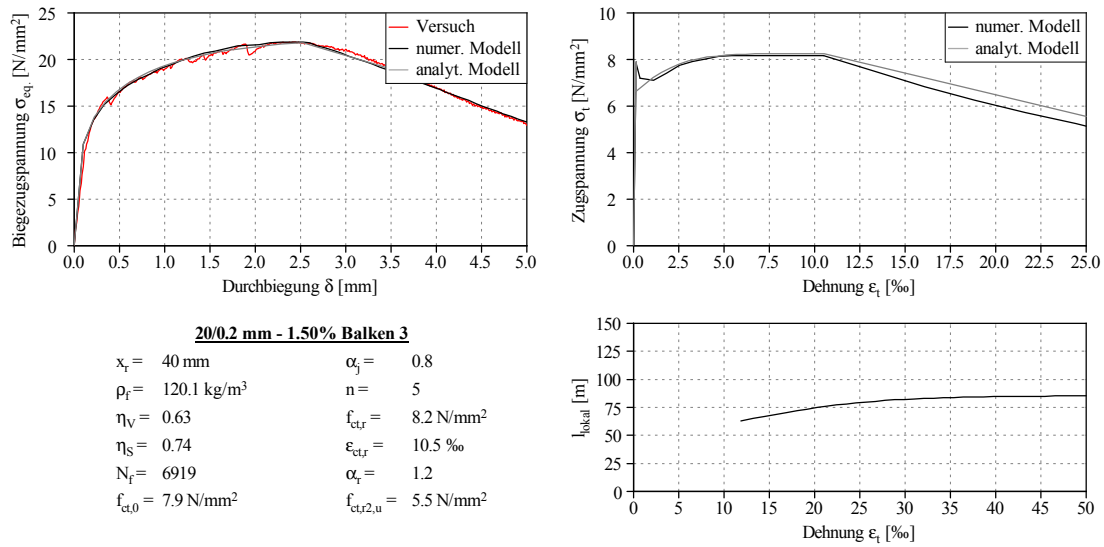 Biegezugspannung σeq. [N/mm²]
25
20
15
10
5
0
0.0 0.5 1.0 1.5 2.0 2.5 3.0 3.5 4.0 4.5 5.0
Durchbiegung δ [mm]
Versuch
numer. Modell
analyt. Modell
Zugspannung σt [N/mm²]
10
8
6
4
2
0
0.0 2.5 5.0 7.5 10.0 12.5 15.0 17.5 20.0 22.5 25.0
Dehnung εt [‰]
numer. Modell
analyt. Modell
20/0.2 mm - 1.50% Balken 3
xr = 40 mm αj = 0.8
ρf = 120.1 kg/m³ n = 5
ηV = 0.63 fct,r = 8.2 N/mm²
ηS = 0.74 εct,r = 10.5 ‰
Nf = 6919 αr = 1.2
fct,0 = 7.9 N/mm² fct,r2,u = 5.5 N/mm²
llokal [m]
150
125
100
75
50
25
0
0 5 10 15 20 25 30 35 40 45 50
Dehnung εt [‰]